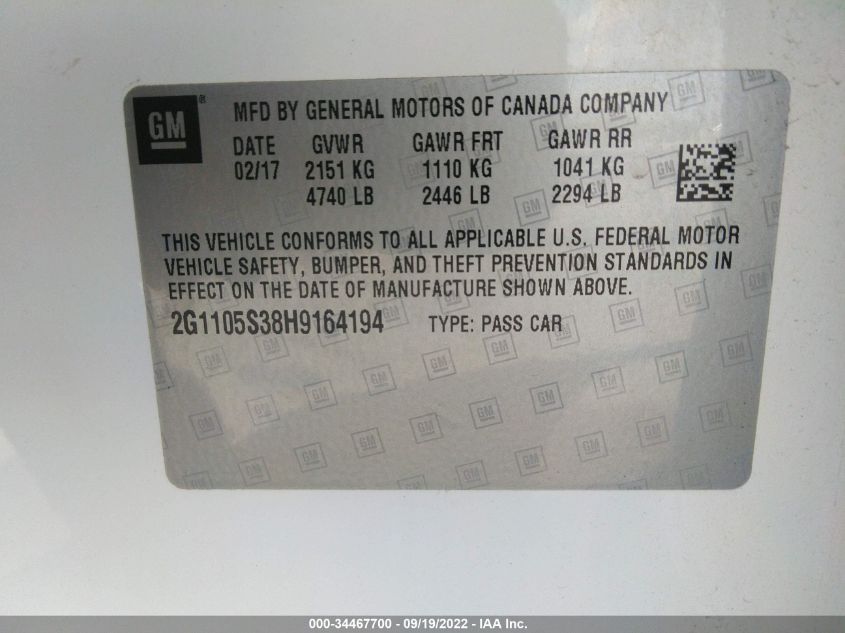 GM ® MFD BY GENERAL MOTORS OF CANADA COMPANY
DATE GVWR GAWR FRT GAWR RR
02/17 2151 KG 1110 KG 1041 KG
4740 LB 2446 LB 2294 LB
THIS VEHICLE CONFORMS TO ALL APPLICABLE U.S. FEDERAL MOTOR
VEHICLE SAFETY, BUMPER, AND THEFT PREVENTION STANDARDS IN
EFFECT ON THE DATE OF MANUFACTURE SHOWN ABOVE.
2G1105S38H9164194 TYPE: PASS CAR
000-34467700 - 09/19/2022 - IAA Inc.